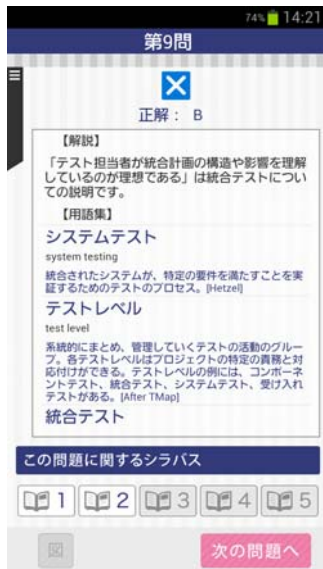 74% 14:21
第9問
正解： B
【解説】
「テスト担当者が統合計画の構造や影響を理解
しているのが理想である」は統合テストについ
ての説明です。
【用語集】
システムテスト
system testing
統合されたシステムが、特定の要件を満たすことを実
証するためのテストのプロセス。[Hetzel]
テストレベル
test level
系統的にまとめ、管理していくテストの活動のグルー
プ。各テストレベルはプロジェクトの特定の責務と対
応付けができる。テストレベルの例には、コンポーネ
ントテスト、統合テスト、システムテスト、受け入れ
テストがある。[After TMap]
統合テスト
この問題に関するシラバス
1 2 3 4 5
次の問題へ